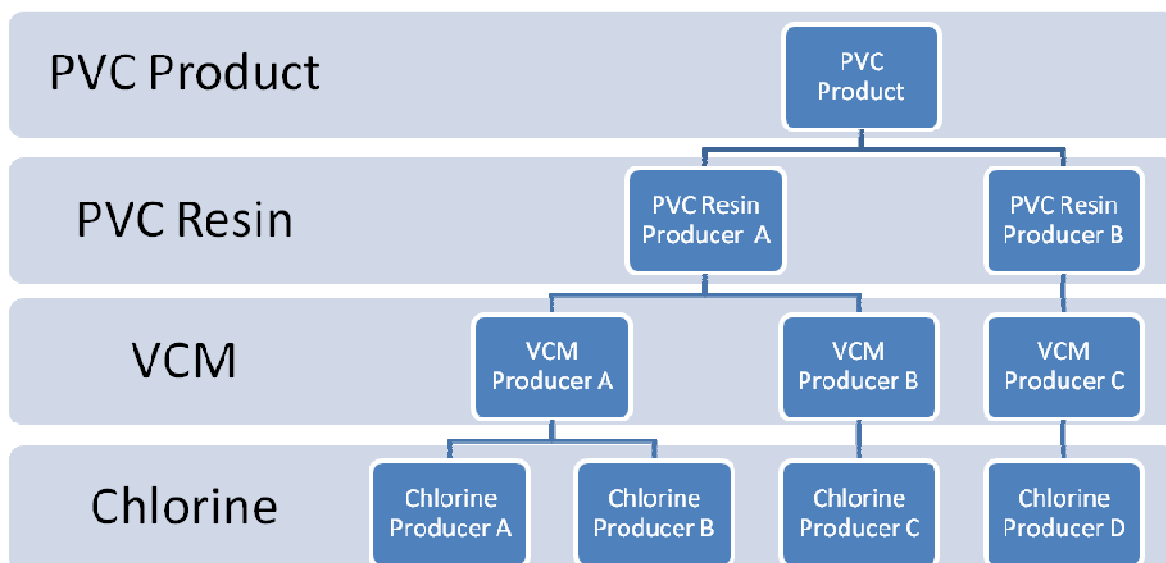 PVC Product
PVC
Product
PVC Resin
PVC Resin
Producer A
PVC Resin
Producer B
VCM
VCM
Producer A
VCM
Producer B
VCM
Producer C
Chlorine
Chlorine
Producer A
Chlorine
Producer B
Chlorine
Producer C
Chlorine
Producer D